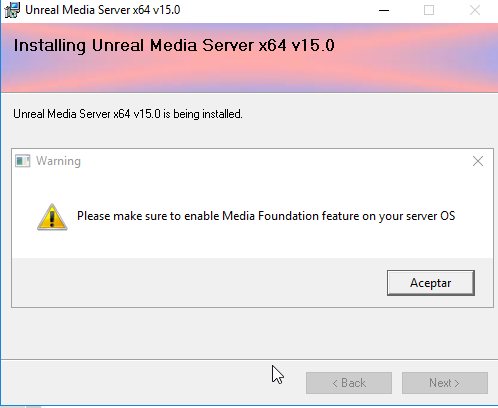 Unreal Media Server x64 v15.0
Installing Unreal Media Server x64 v15.0
Unreal Media Server x64 v15.0 is being installed.
Warning
Please make sure to enable Media Foundation feature on your server OS
Aceptar
< Back
Next >